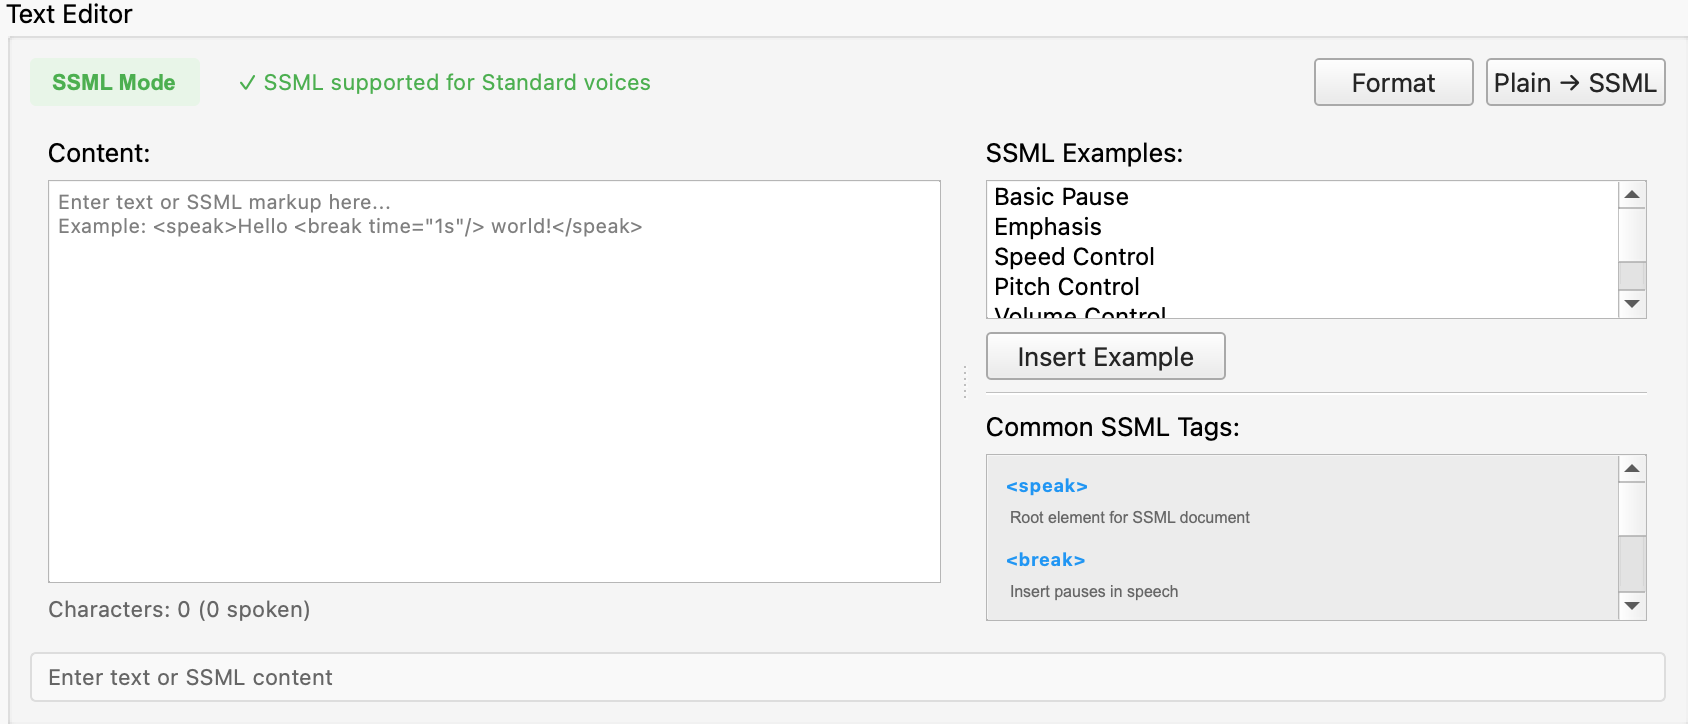 Text Editor
SSML Mode
✓ SSML supported for Standard voices
Format
Plain → SSML
Content:
Enter text or SSML markup here...
Example: <speak>Hello <break time="1s"/> world!</speak>
Characters: 0 (0 spoken)
SSML Examples:
Basic Pause
Emphasis
Speed Control
Pitch Control
Volume Control
Insert Example
Common SSML Tags:
<speak>
Root element for SSML document
<break>
Insert pauses in speech
Enter text or SSML content